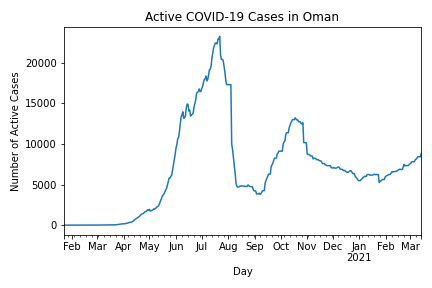 Active COVID-19 Cases in Oman
Number of Active Cases
20000
15000
10000
5000
0
Feb Mar Apr May Jun Jul Aug Sep Oct Nov Dec Jan Feb Mar
2021
Day